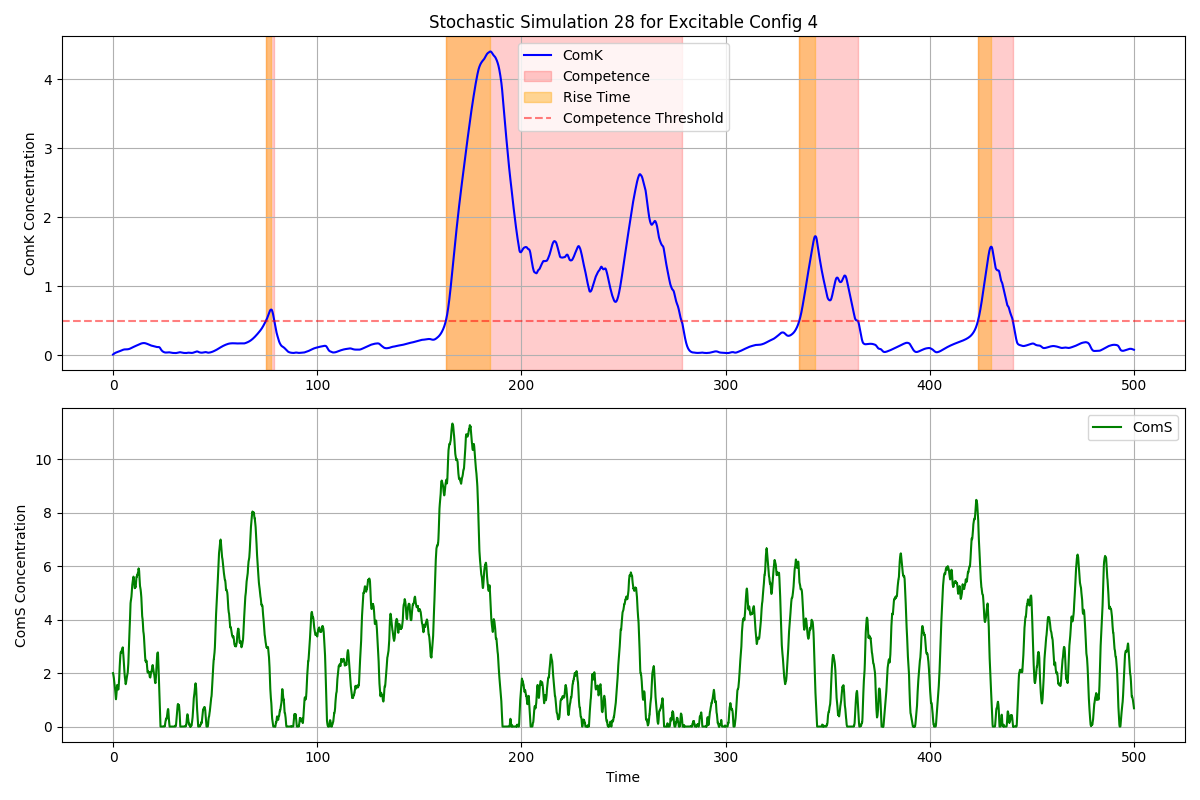 Stochastic Simulation 28 for Excitable Config 4
ComK Concentration
4
3
2
1
0
ComK
Competence
Rise Time
Competence Threshold
0 100 200 300 400 500
ComS Concentration
10
8
6
4
2
0
ComS
0 100 200 300 400 500
Time